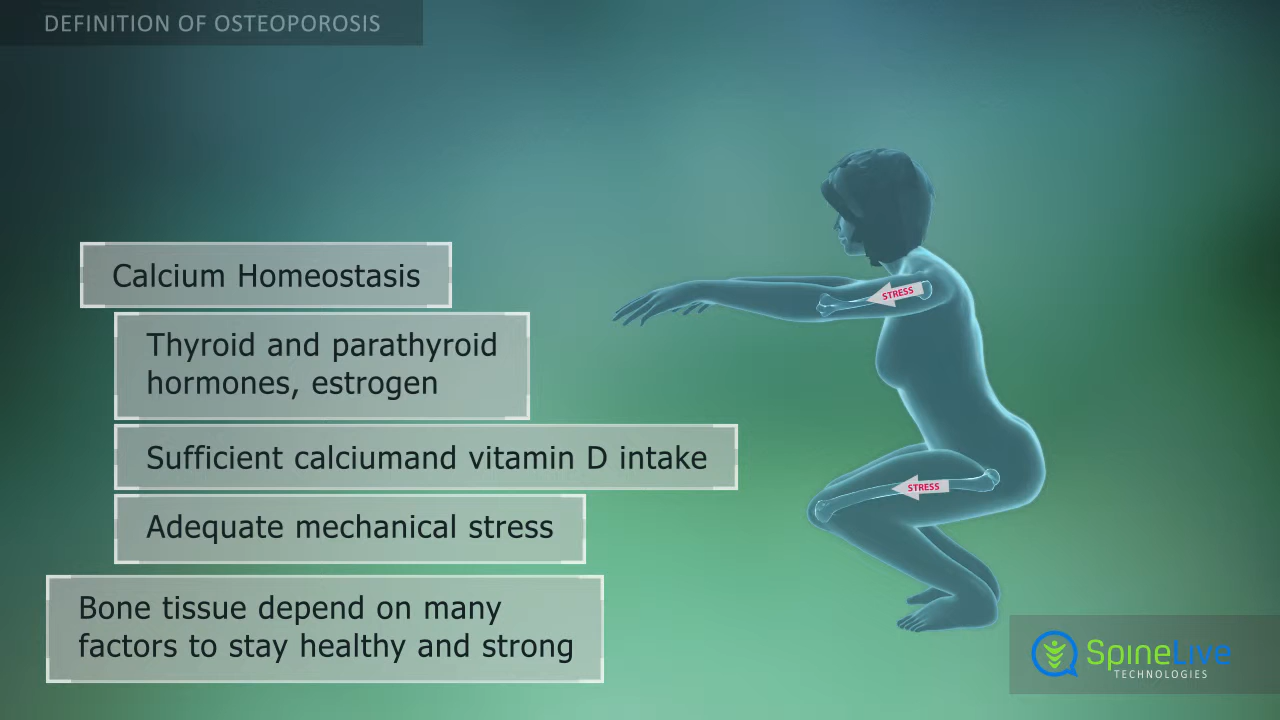 DEFINITION OF OSTEOPOROSIS
Calcium Homeostasis
Thyroid and parathyroid
hormones, estrogen
Sufficient calciumand vitamin D intake
Adequate mechanical stress
Bone tissue depend on many
factors to stay healthy and strong
STRESS
STRESS
SpineLive
TECHNOLOGIES